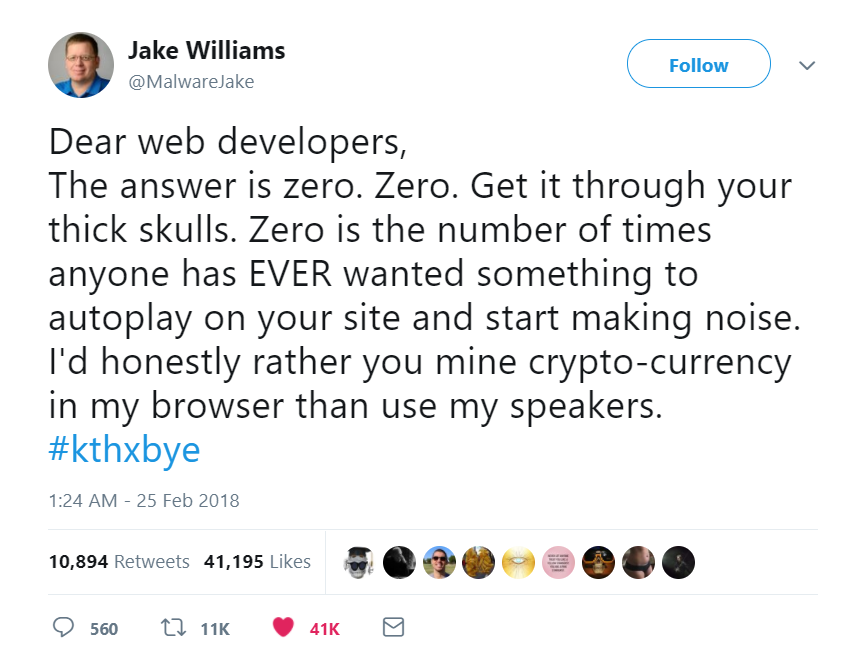 Jake Williams
@MalwareJake
Follow
Dear web developers,
The answer is zero. Zero. Get it through your
thick skulls. Zero is the number of times
anyone has EVER wanted something to
autoplay on your site and start making noise.
I'd honestly rather you mine crypto-currency
in my browser than use my speakers.
#kthxbye
1:24 AM - 25 Feb 2018
10,894 Retweets 41,195 Likes
560 11K 41K